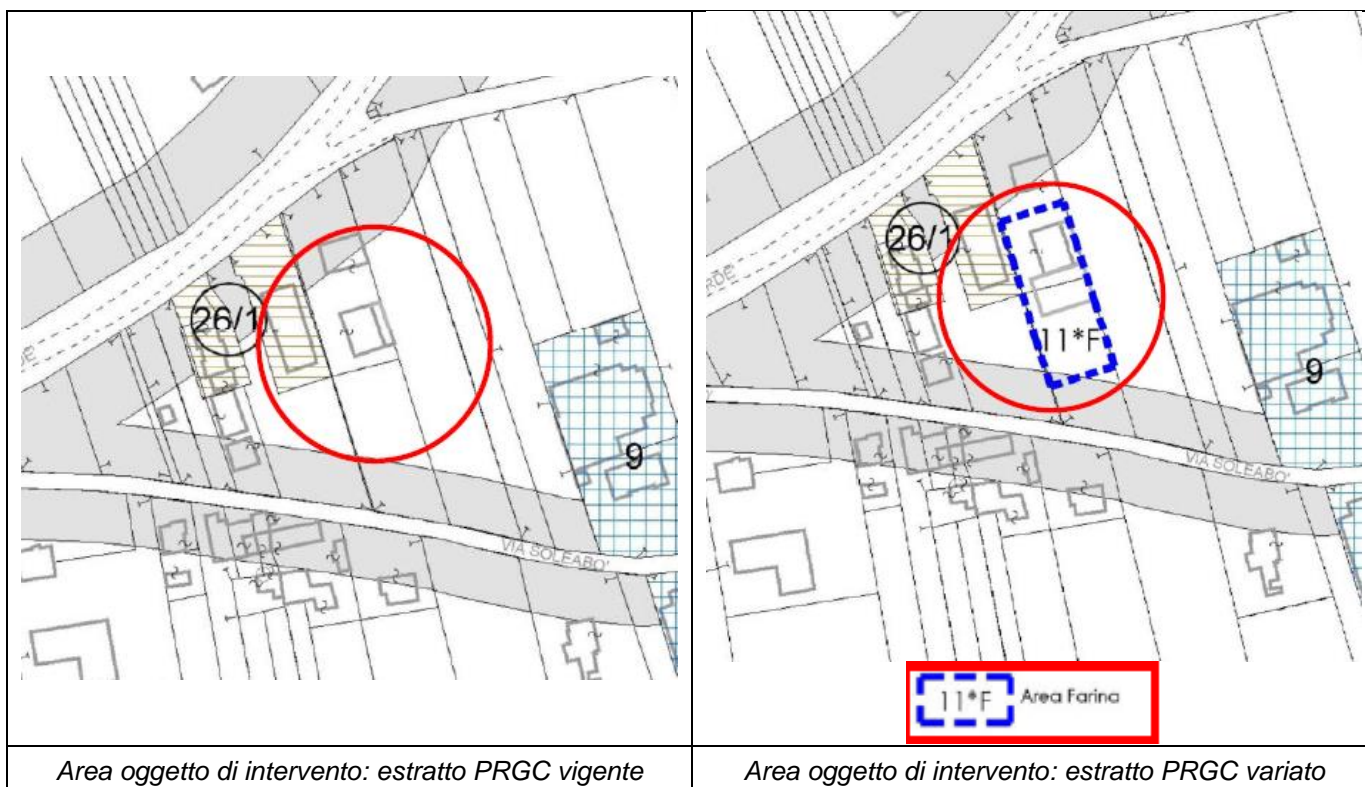 26/1
9
VIA SOLEABO'
Area oggetto di intervento: estratto PRGC vigente
RDE
26/1
11*F
9
VIA SOLEABO'
11*F Area Farina
Area oggetto di intervento: estratto PRGC variato